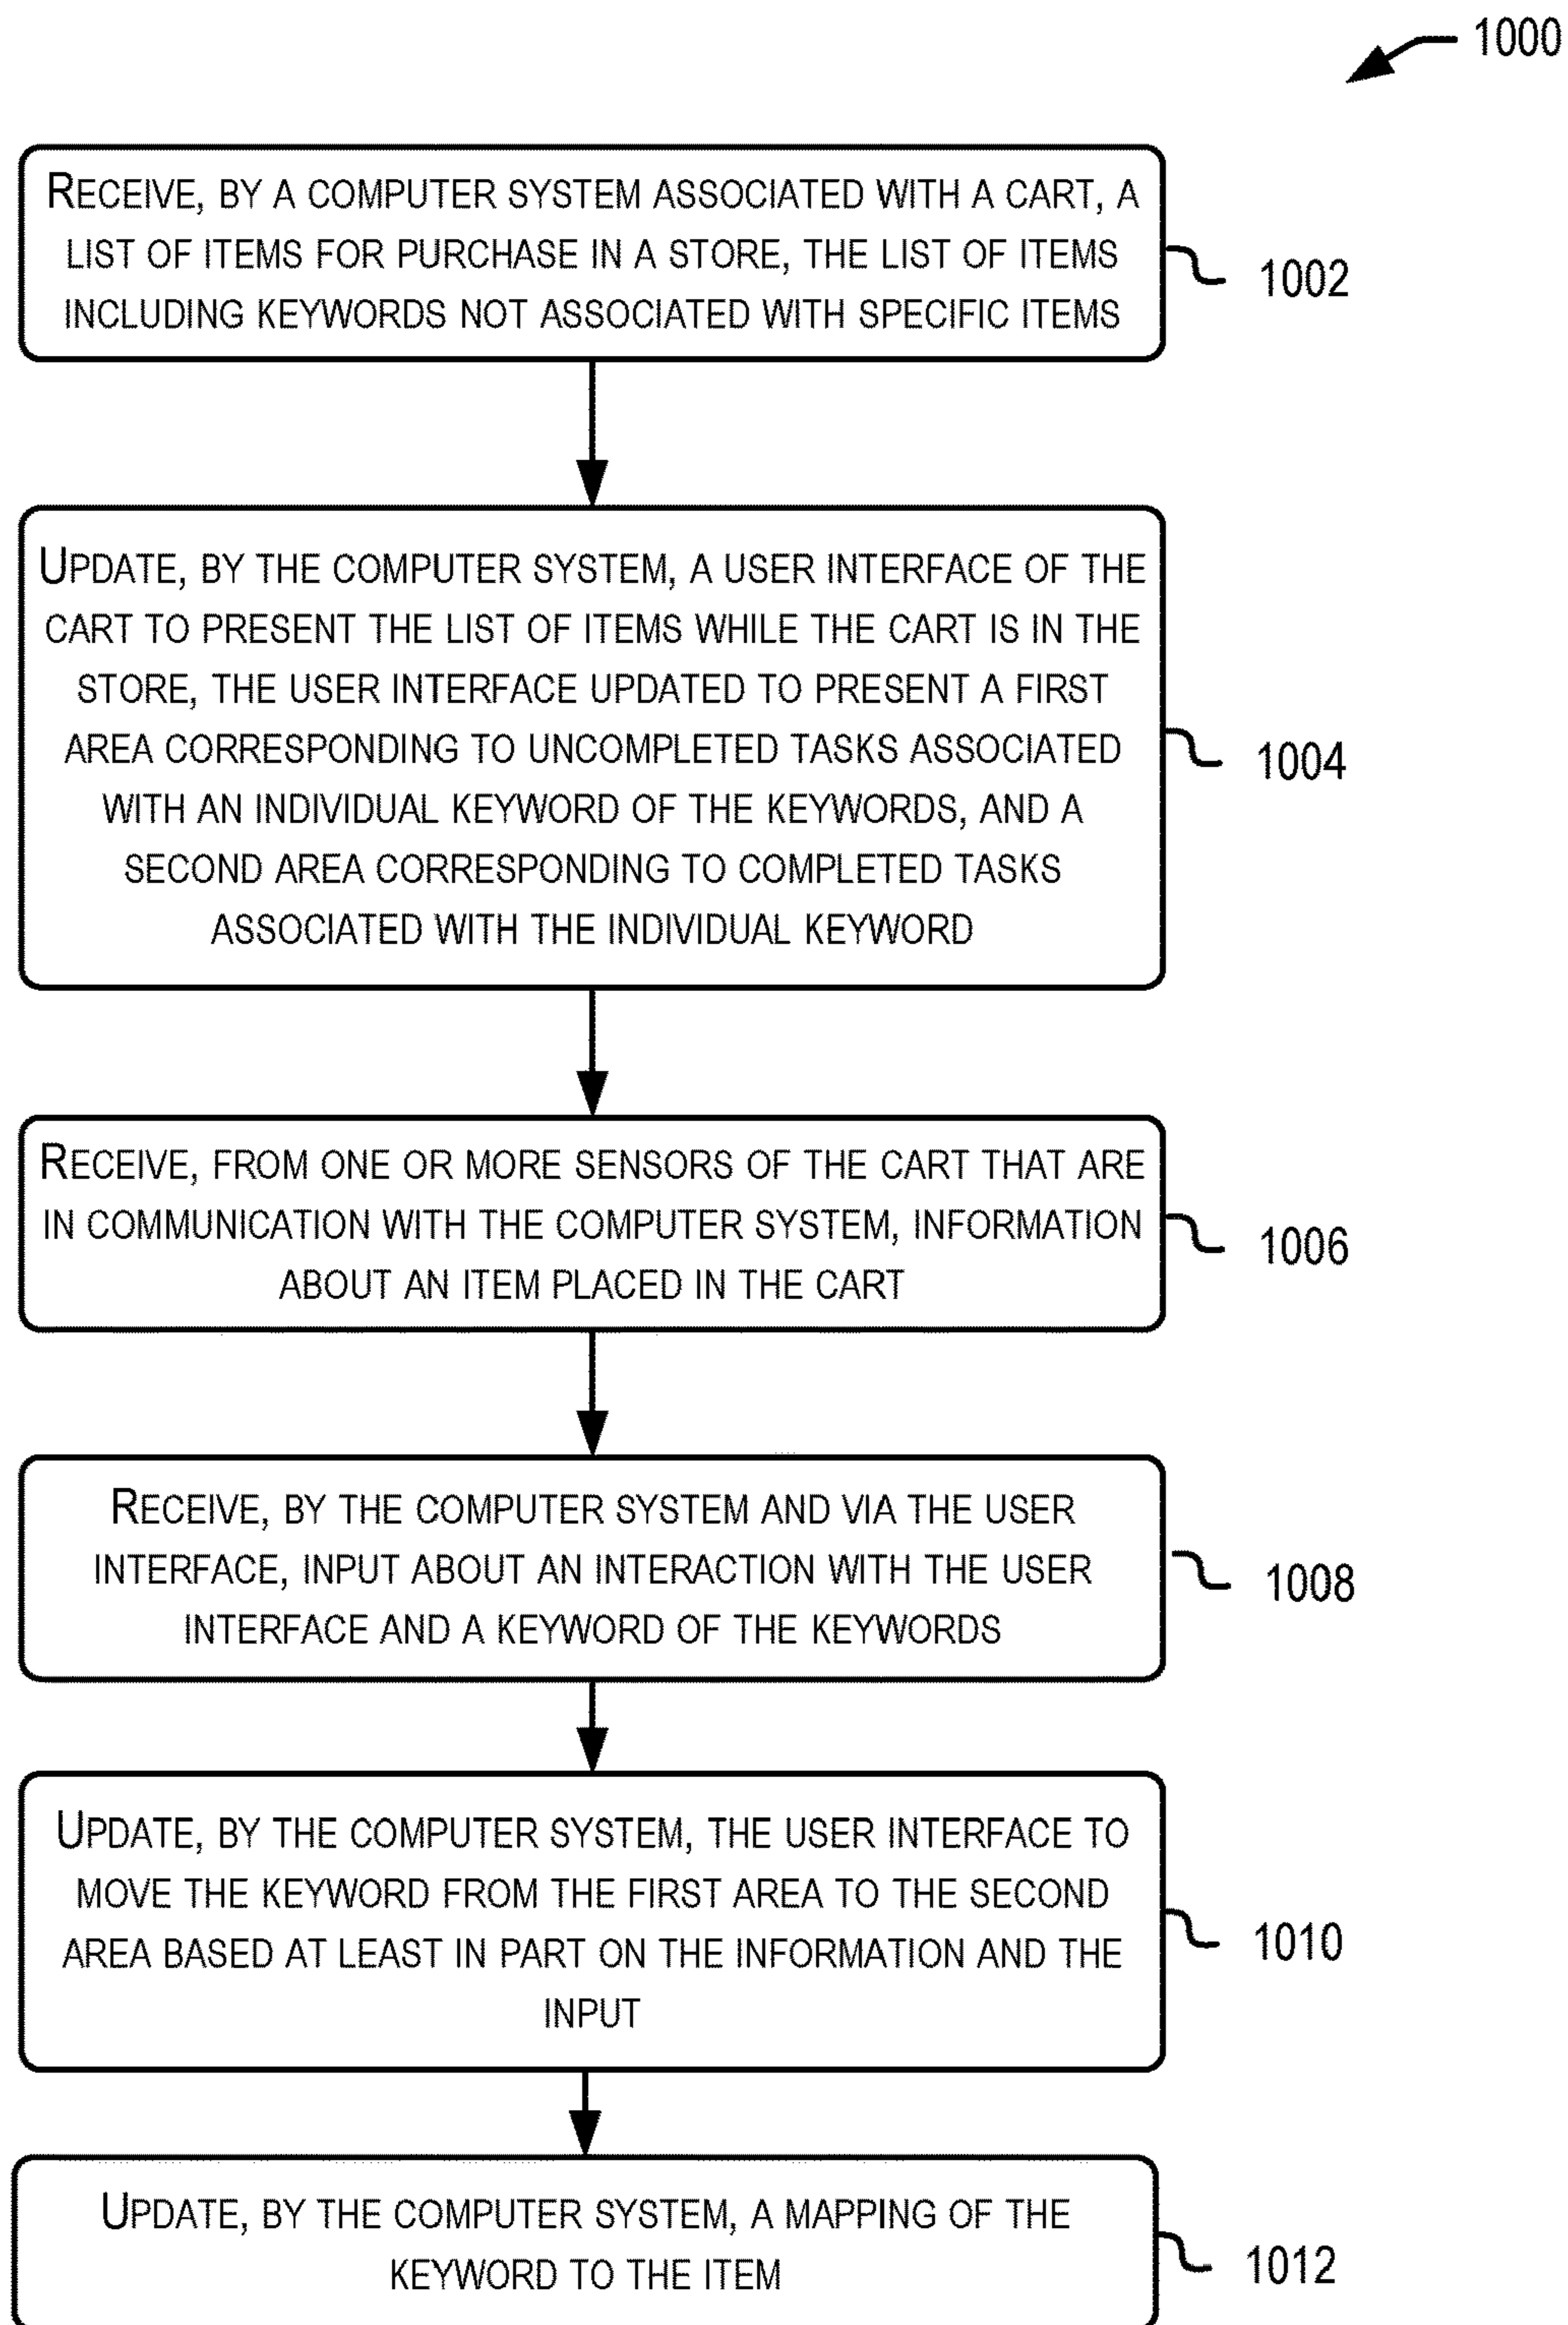 1000
RECEIVE, BY A COMPUTER SYSTEM ASSOCIATED WITH A CART, A
LIST OF ITEMS FOR PURCHASE IN A STORE, THE LIST OF ITEMS
INCLUDING KEYWORDS NOT ASSOCIATED WITH SPECIFIC ITEMS
1002
UPDATE, BY THE COMPUTER SYSTEM, A USER INTERFACE OF THE
CART TO PRESENT THE LIST OF ITEMS WHILE THE CART IS IN THE
STORE, THE USER INTERFACE UPDATED TO PRESENT A FIRST
AREA CORRESPONDING TO UNCOMPLETED TASKS ASSOCIATED
WITH AN INDIVIDUAL KEYWORD OF THE KEYWORDS, AND A
SECOND AREA CORRESPONDING TO COMPLETED TASKS
ASSOCIATED WITH THE INDIVIDUAL KEYWORD
1004
RECEIVE, FROM ONE OR MORE SENSORS OF THE CART THAT ARE
IN COMMUNICATION WITH THE COMPUTER SYSTEM, INFORMATION
ABOUT AN ITEM PLACED IN THE CART
1006
RECEIVE, BY THE COMPUTER SYSTEM AND VIA THE USER
INTERFACE, INPUT ABOUT AN INTERACTION WITH THE USER
INTERFACE AND A KEYWORD OF THE KEYWORDS
1008
UPDATE, BY THE COMPUTER SYSTEM, THE USER INTERFACE TO
MOVE THE KEYWORD FROM THE FIRST AREA TO THE SECOND
AREA BASED AT LEAST IN PART ON THE INFORMATION AND THE
INPUT
1010
UPDATE, BY THE COMPUTER SYSTEM, A MAPPING OF THE
KEYWORD TO THE ITEM
1012